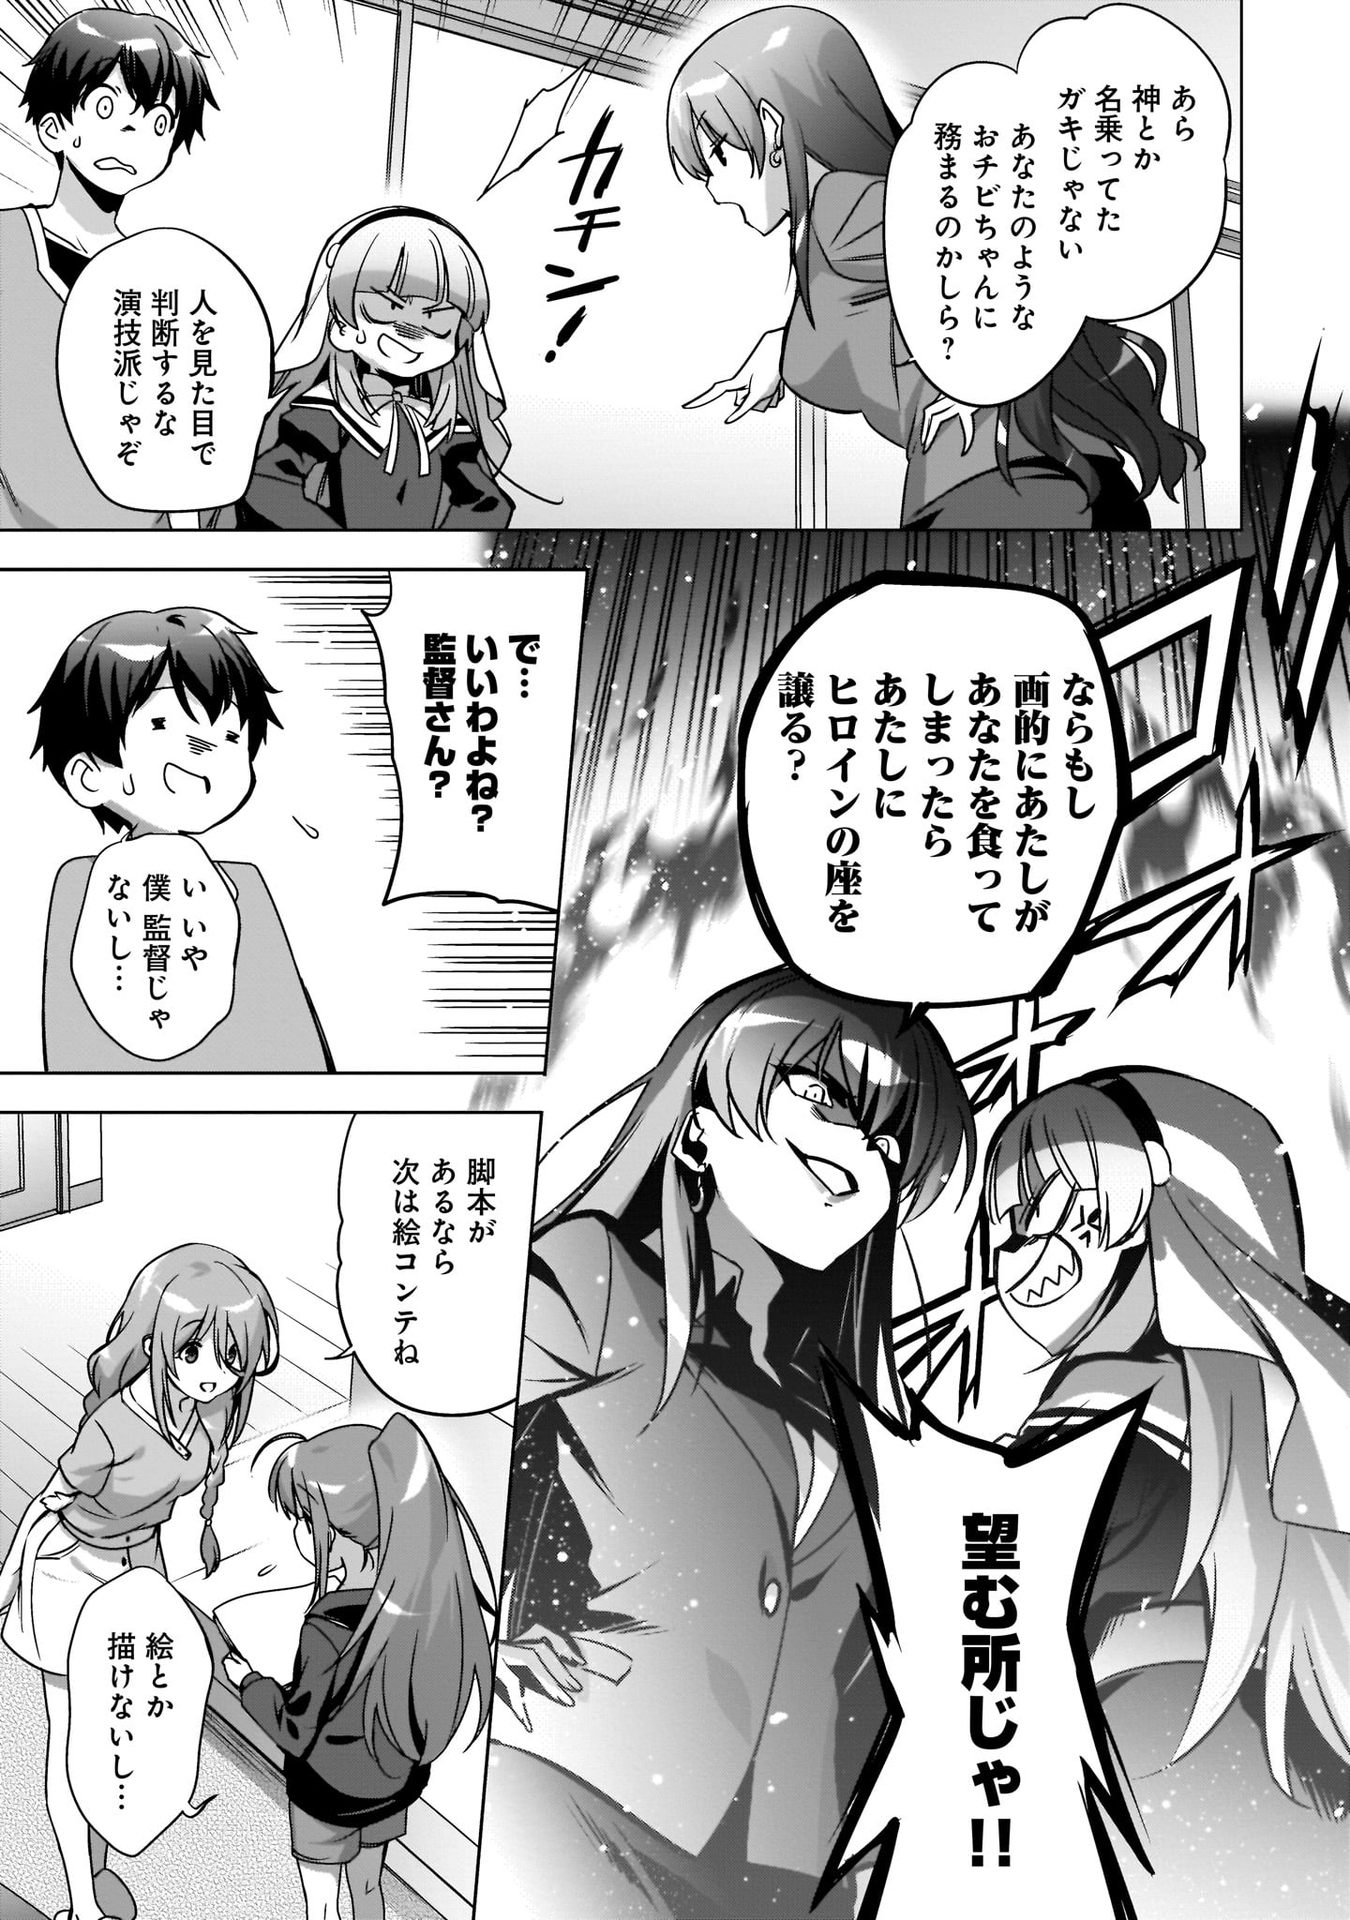 あら
神とか
名乗ってた
ガキじゃない
あなたのような
おチビちゃんに
務まるのかしら？
カチン！
人を見た目で
判断するな
演技派じゃぞ
ならもし
画的にあたしが
あなたを食って
しまったら
あたしに
ヒロインの座を
譲る？
望む所じゃ!!
で…
いいわよね？
監督さん？
い いや
僕 監督じゃ
ないし…
脚本が
あるなら
次は絵コンテね
絵とか
描けないし…